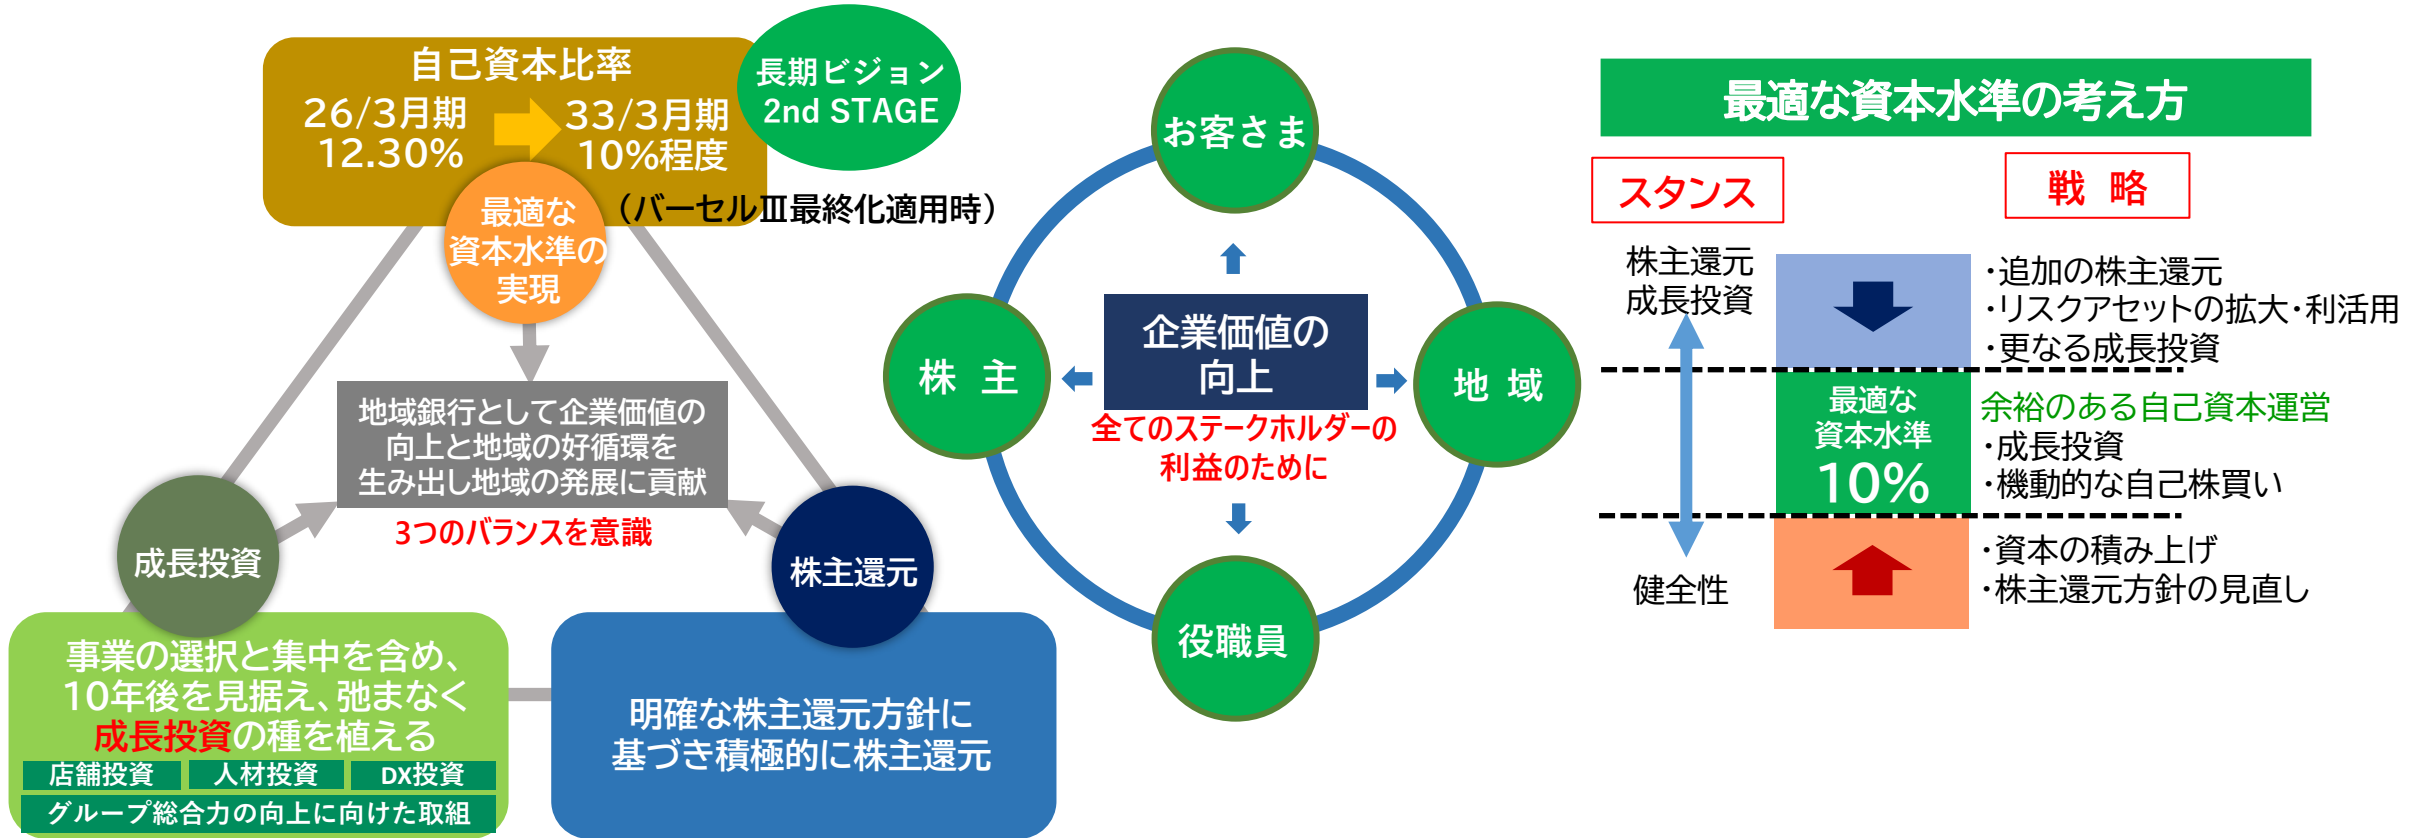 自己資本比率
26/3月期
12.30%
33/3月期
10%程度
長期ビジョン
2nd STAGE
（バーセルⅢ最終化適用時）
最適な
資本水準の
実現
地域銀行として企業価値の
向上と地域の好循環を
生み出し地域の発展に貢献
3つのバランスを意識
成長投資
株主還元
事業の選択と集中を含め、
10年後を見据え、弛まなく
成長投資の種を植える
店舗投資
人材投資
DX投資
グループ総合力の向上に向けた取組
明確な株主還元方針に
基づき積極的に株主還元
お客さま
株 主
企業価値の
向上
地 域
全てのステークホルダーの
利益のために
役職員
最適な資本水準の考え方
スタンス
戦 略
株主還元
成長投資
健全性
・追加の株主還元
・リスクアセットの拡大・利活用
・更なる成長投資
最適な
資本水準
10%
余裕のある自己資本運営
・成長投資
・機動的な自己株買い
・資本の積み上げ
・株主還元方針の見直し